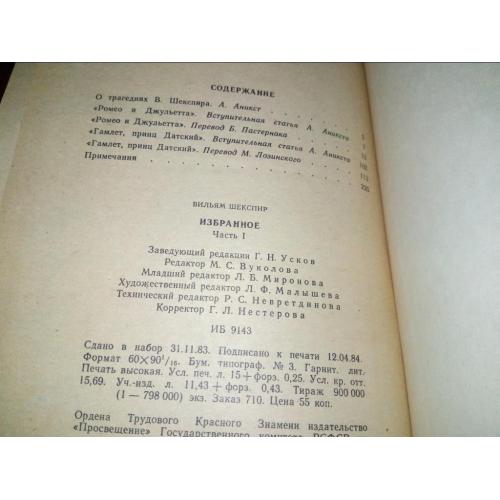 СОДЕРЖАНИЕ
О трагедиях В. Шекспира. А. Аникст
«Ромео и Джульетта». Вступительная статья А. Аникста
«Ромео и Джульетта». Перевод Б. Пастернака
«Гамлет, принц Датский». Вступительная статья А. Аникста
«Гамлет, принц Датский». Перевод М. Лозинского
Примечания
ВИЛЬЯМ ШЕКСПИР
ИЗБРАННОЕ
Часть I
Заведующий редакции Г. Н. Усков
Редактор М. С. Вуколова
Младший редактор Л. Б. Миронова
Художественный редактор Л. Ф. Малышева
Технический редактор Р. С. Невретдинова
Корректор Г. Л. Нестерова
ИБ 9143
Сдано в набор 31.11.83. Подписано к печати 12.04.84.
Формат 60×90¹/₁₆. Бум. типограф. № 3. Гарнит. лит.
Печать высокая. Усл. печ. л. 15 + форз. 0,25. Усл. кр. отт.
15,69. Уч.-изд. л. 11,43 + форз. 0,43. Тираж 900 000
(1 — 798 000) экз. Заказ 710. Цена 55 коп.
Ордена Трудового Красного Знамени издательство
«Просвещение» Государственного комитета РСФСР